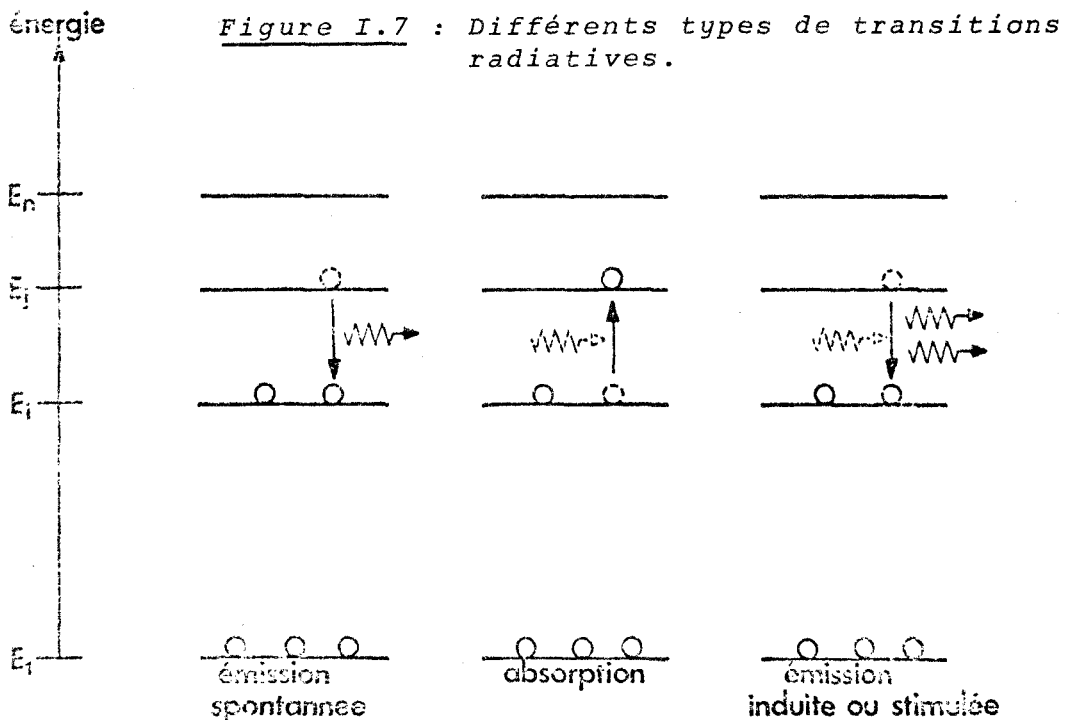 énergie
Figure I.7 : Différents types de transitions
radiatives.
En
Ej
Ei
E1
émission
spontannee
absorption
émission
induite ou stimulée